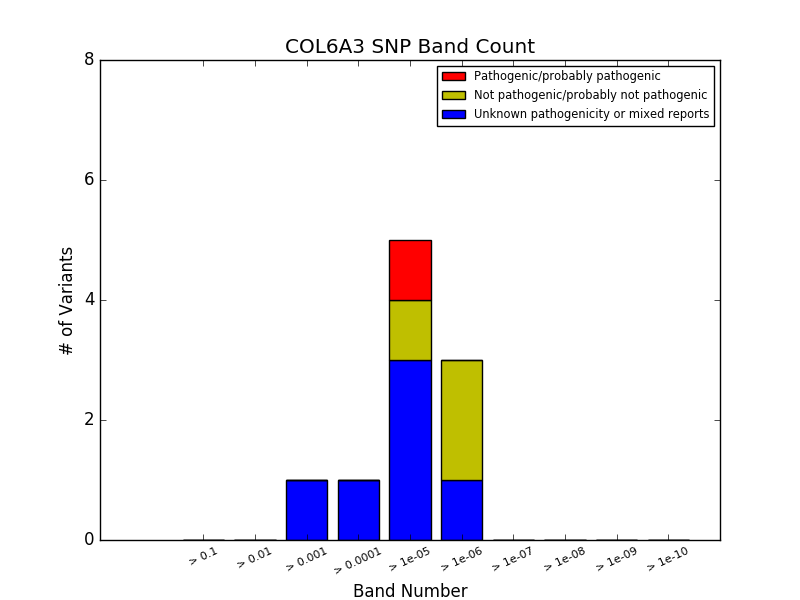 COL6A3 SNP Band Count
8
Pathogenic/probably pathogenic
Not pathogenic/probably not pathogenic
Unknown pathogenicity or mixed reports
6
# of Variants
4
2
0
> 0.1 > 0.01 > 0.001 > 0.0001 > 1e-05 > 1e-06 > 1e-07 > 1e-08 > 1e-09 > 1e-10
Band Number